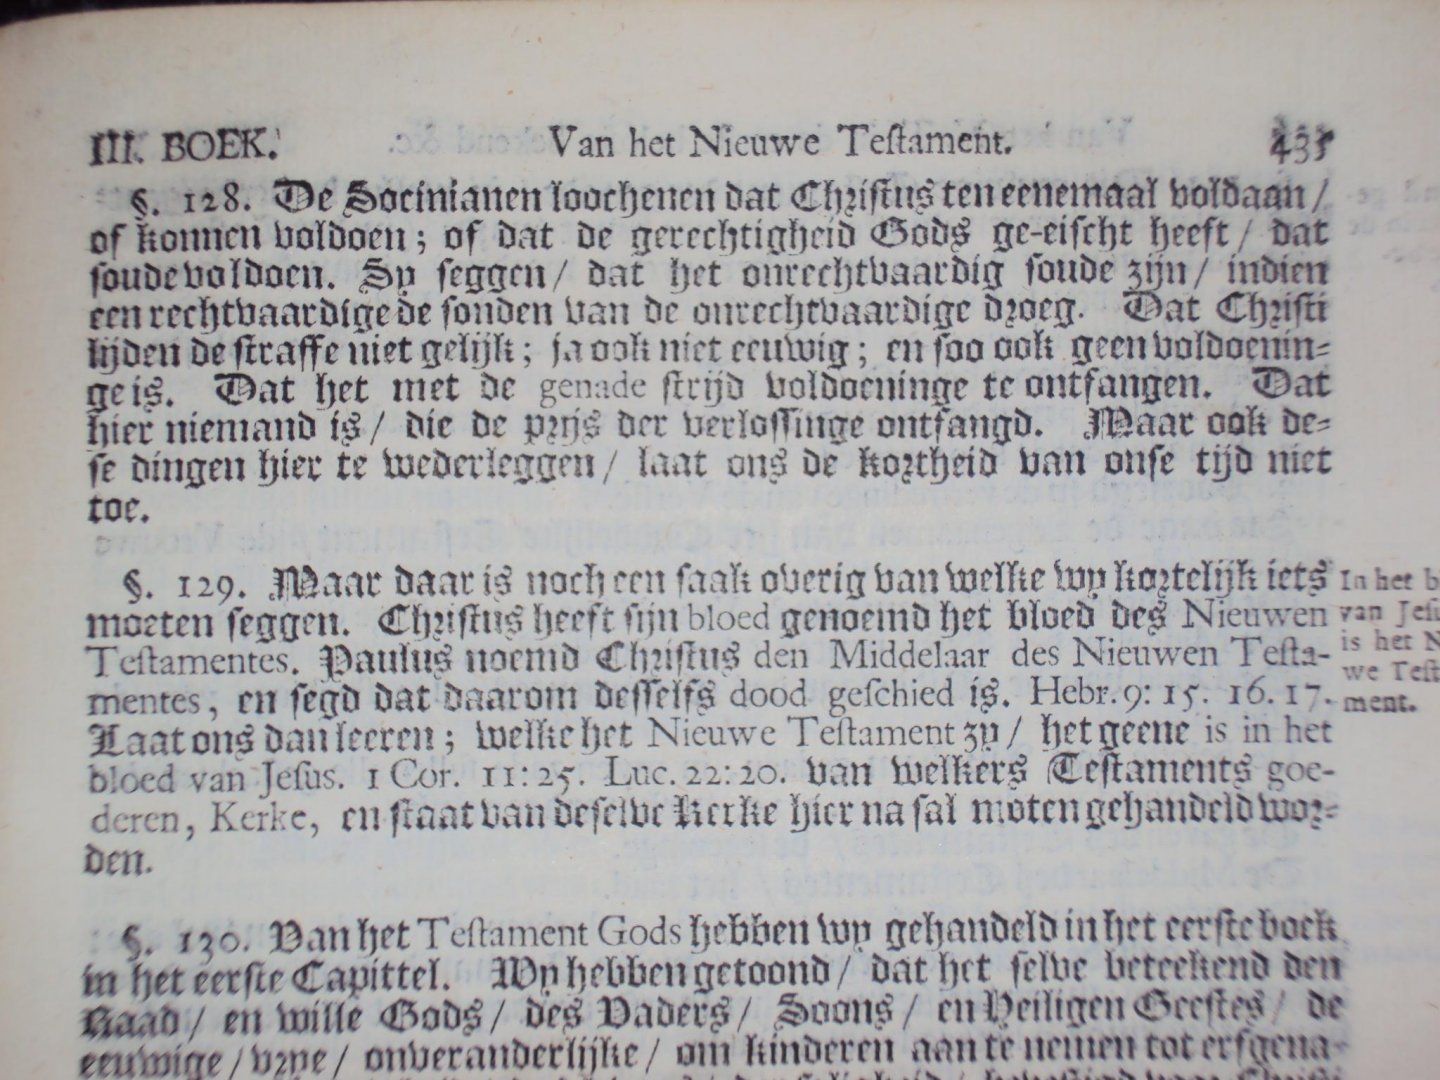 III. BOEK. Van het Nieuwe Testament. 435
§. 128. De Socinianen loochenen dat Christus ten eenemaal voldaan /
of konnen voldoen; of dat de gerechtigheid Gods ge-eischt heeft / dat
soude voldoen. Sy seggen / dat het onrechtvaardig soude zijn / indien
een rechtvaardige de sonden van de onrechtvaardige droeg. Dat Christi
lijden de straffe niet gelijk; ja ook niet eeuwig; en soo ook geen voldoenin-
ge is. Dat het met de genade strijd voldoeninge te ontfangen. Dat
hier niemand is / die de prijs der verlossinge ontfangd. Maar ook de-
se dingen hier te wederleggen / laat ons de kortheid van onse tijd niet
toe.
§. 129. Maar daar is noch een saak overig van welke wy kortelijk iets
moeten seggen. Christus heeft sijn bloed genoemd het bloed des Nieuwen
Testamentes. Paulus noemd Christus den Middelaar des Nieuwen Testa-
mentes, en segd dat daarom desselfs dood geschied is. Hebr. 9: 15. 16. 17.
Laat ons dan leeren; welke het Nieuwe Testament zy / het geene is in het
bloed van Jesus. 1 Cor. 11: 25. Luc. 22: 20. van welkers Testaments goe-
deren, Kerke, en staat van deselve Kerke hier na sal moten gehandeld wor-
den.
In het
van
is het
we
ment.
§. 130. Van het Testament Gods hebben wy gehandeld in het eerste boek
in het eerste Capittel. Wy hebben getoond / dat het selve beteekend den
Raad / en wille Gods / des Vaders / Soons / en Heiligen Geestes / de
eeuwige / vrye / onveranderlijke / om kinderen aan te nemen tot erfgena-